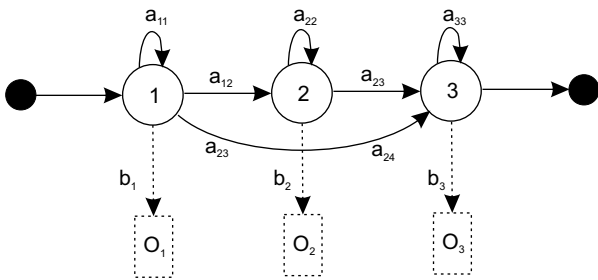 a₁₁ a₂₂ a₃₃
1 a₁₂ 2 a₂₃ 3
a₂₃ a₂₄
b₁ b₂ b₃
O₁ O₂ O₃